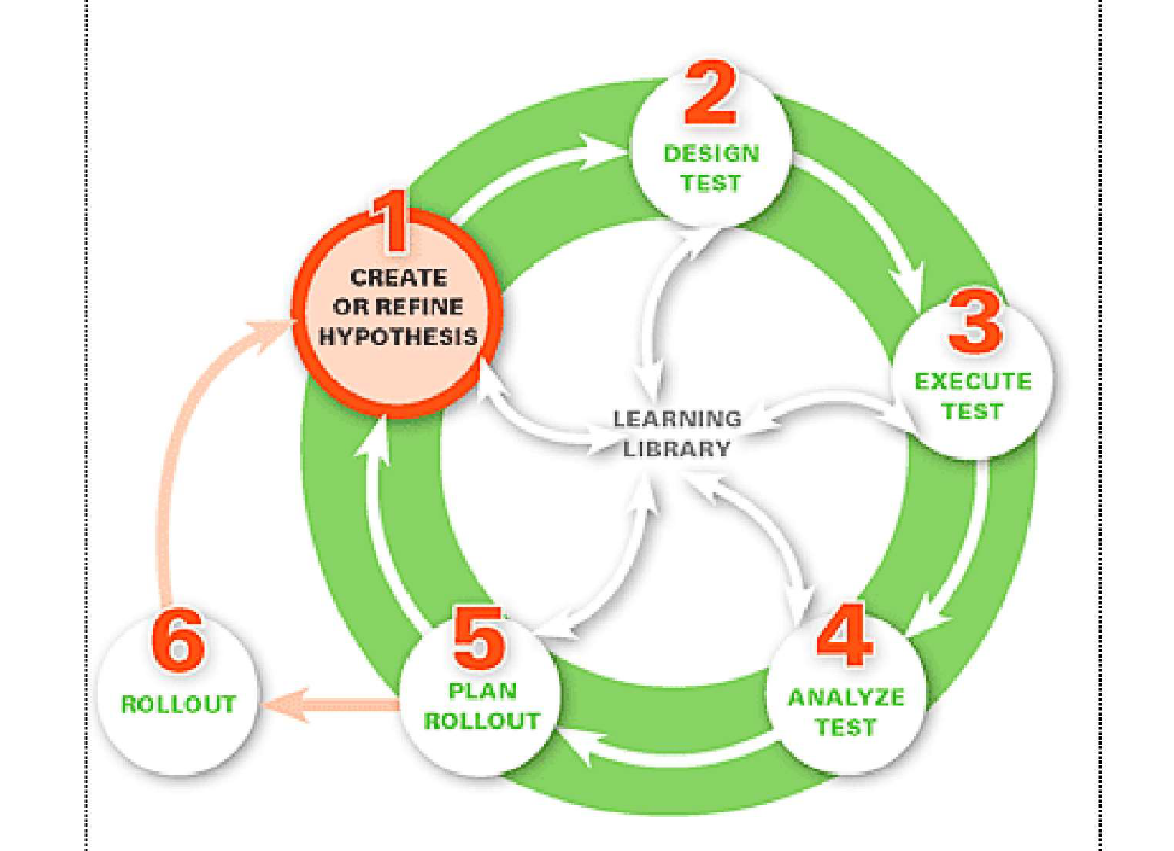 1
CREATE
OR REFINE
HYPOTHESIS
2
DESIGN
TEST
3
EXECUTE
TEST
4
ANALYZE
TEST
5
PLAN
ROLLOUT
6
ROLLOUT
LEARNING
LIBRARY